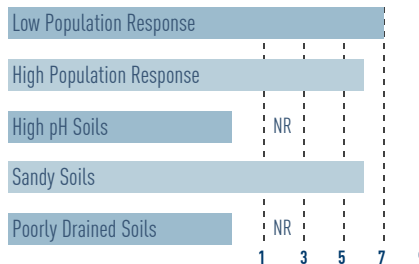 Low Population Response
High Population Response
High pH Soils NR
Sandy Soils
Poorly Drained Soils NR
1 3 5 7